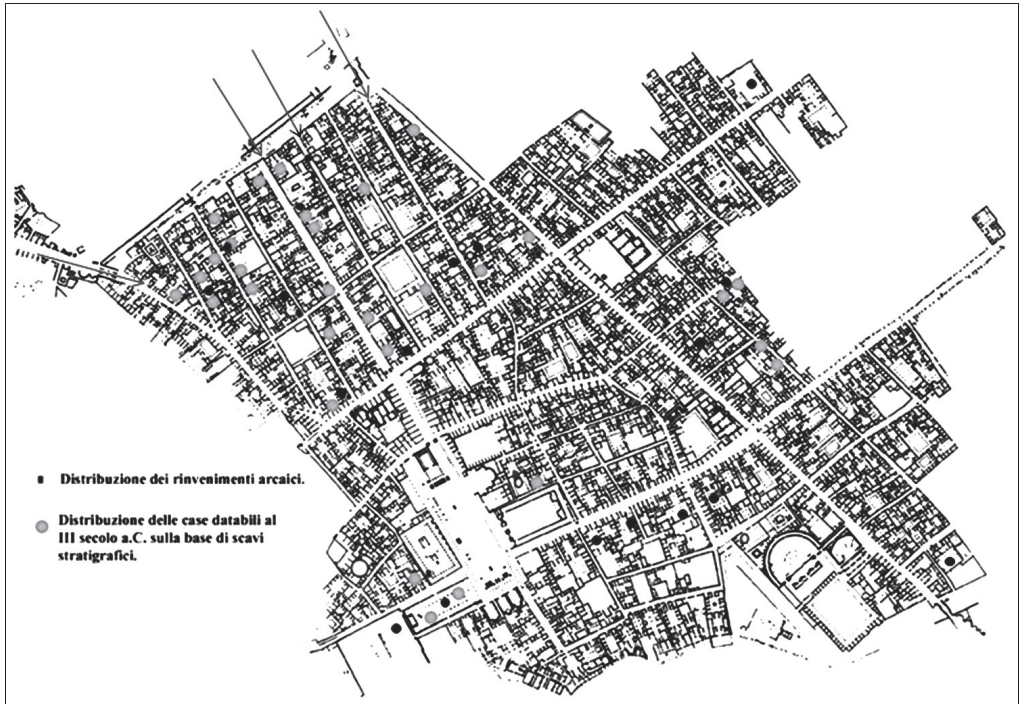 Distribuzione dei rinvenimenti arcaici.
Distribuzione delle case databili al
III secolo a.C. sulla base di scavi
stratigrafici.